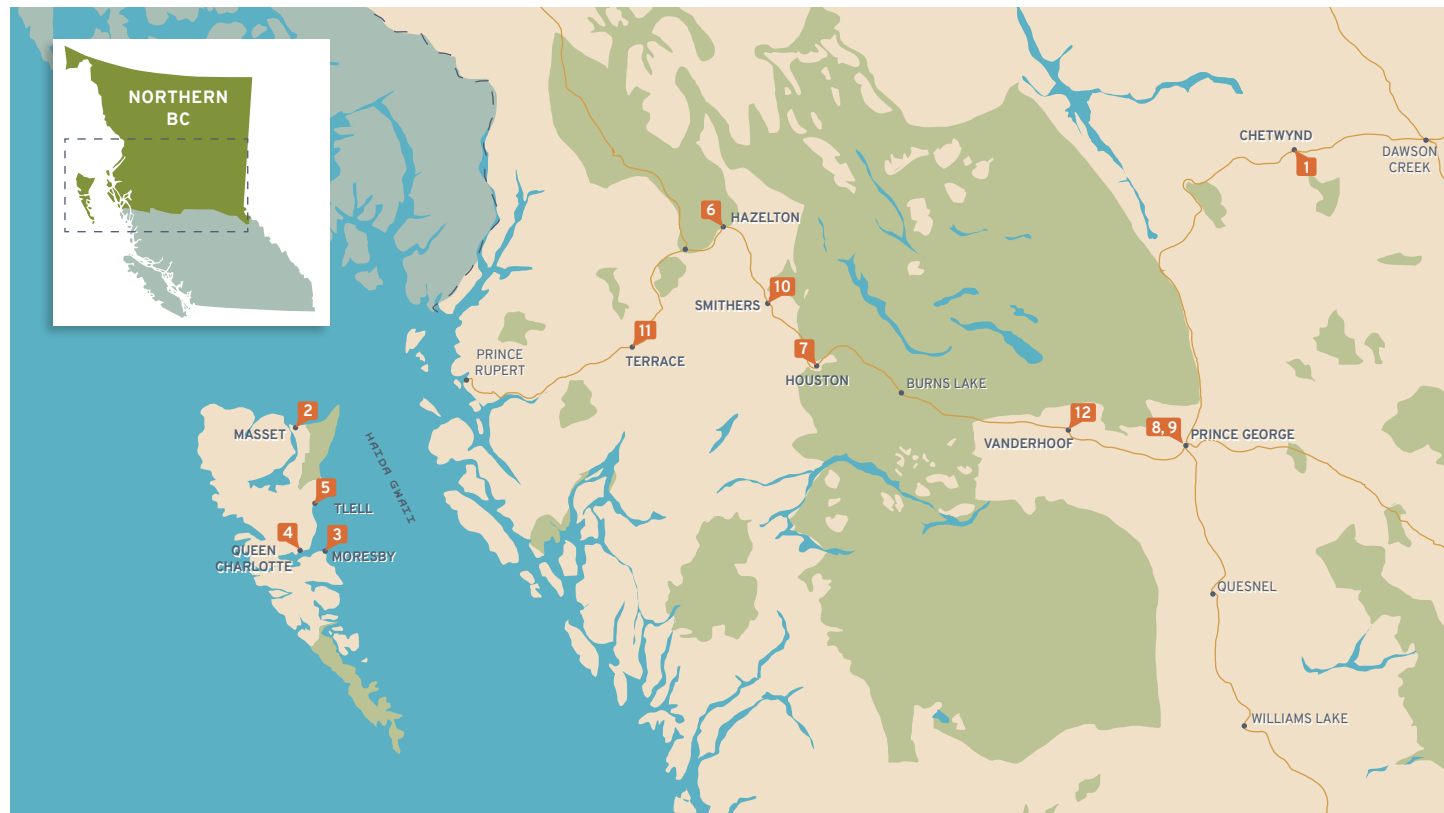 NORTHERN
BC
CHETWYND
1
DAWSON
CREEK
6
HAZELTON
10
SMITHERS
11
TERRACE
7
HOUSTON
PRINCE
RUPERT
BURNS LAKE
2
MASSET
12
VANDERHOOF
8, 9
PRINCE GEORGE
HAIDA GWAII
5
TLELL
4
QUEEN
CHARLOTTE
3
MORESBY
QUESNEL
WILLIAMS LAKE